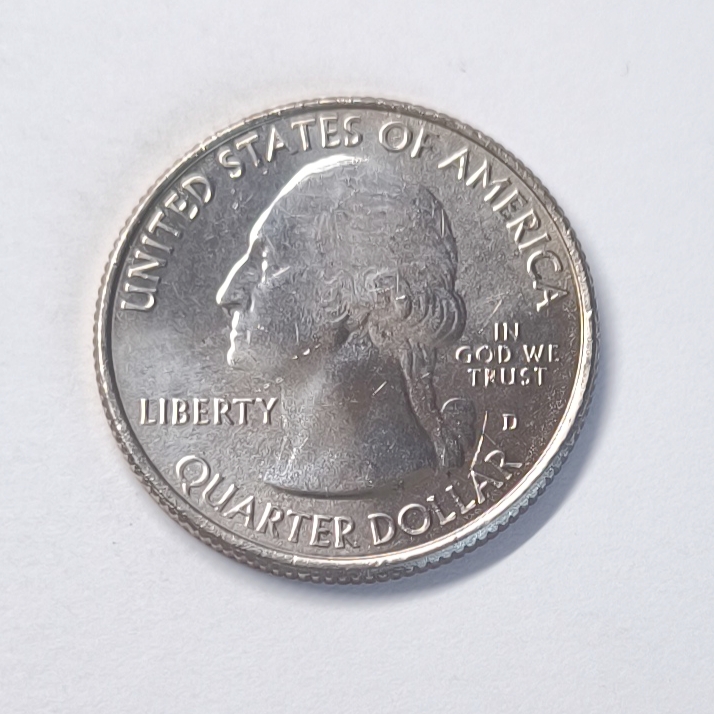 UNITED STATES OF AMERICA
IN
GOD WE
TRUST
LIBERTY
D
QUARTER DOLLAR